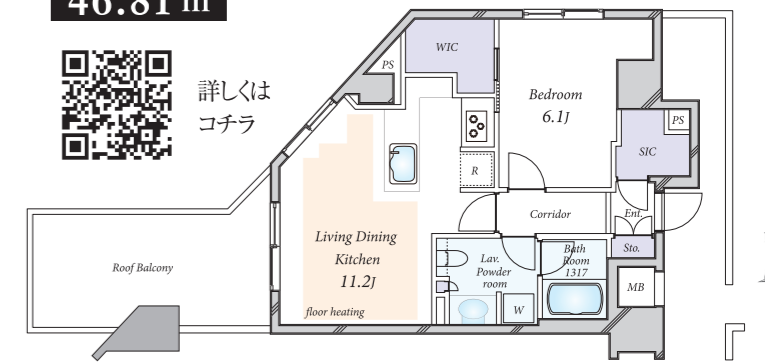 46.81㎡
詳しくは
コチラ
PS
WIC
Bedroom
6.1J
PS
SIC
R
Corridor
Ent.
Living Dining
Kitchen
11.2J
floor heating
Lav.
Powder
room
W
Bath
Room
1317
Sto.
MB
Roof Balcony